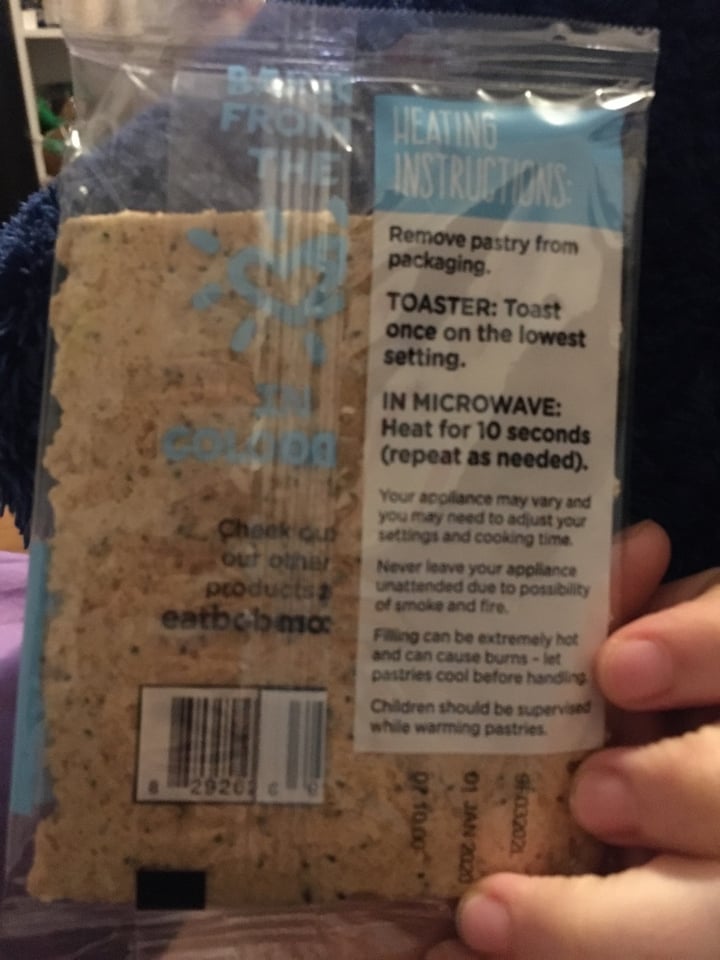 FROM
THE
IN
HEATING
INSTRUCTIONS:
Remove pastry from
packaging.
TOASTER: Toast
once on the lowest
setting.
IN MICROWAVE:
Heat for 10 seconds
(repeat as needed).
Your appliance may vary and
you may need to adjust your
settings and cooking time.
Never leave your appliance
unattended due to possibility
of smoke and fire.
Filling can be extremely hot
and can cause burns - let
pastries cool before handling.
Children should be supervised
while warming pastries.
Check out
our other
products
8 29262
01 JAN 2020